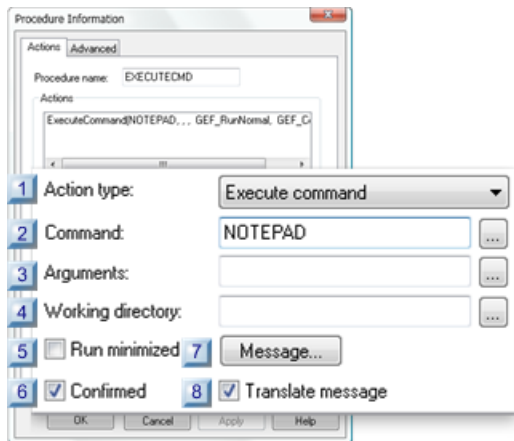 Procedure Information
Actions Advanced
Procedure name: EXECUTECMD
Actions
ExecuteCommand(NOTEPAD, , , GEF_RunNormal, GEF_C
1 Action type: Execute command
2 Command: NOTEPAD ...
3 Arguments: ...
4 Working directory: ...
5 Run minimized 7 Message...
6 Confirmed 8 Translate message
OK Cancel Apply Help